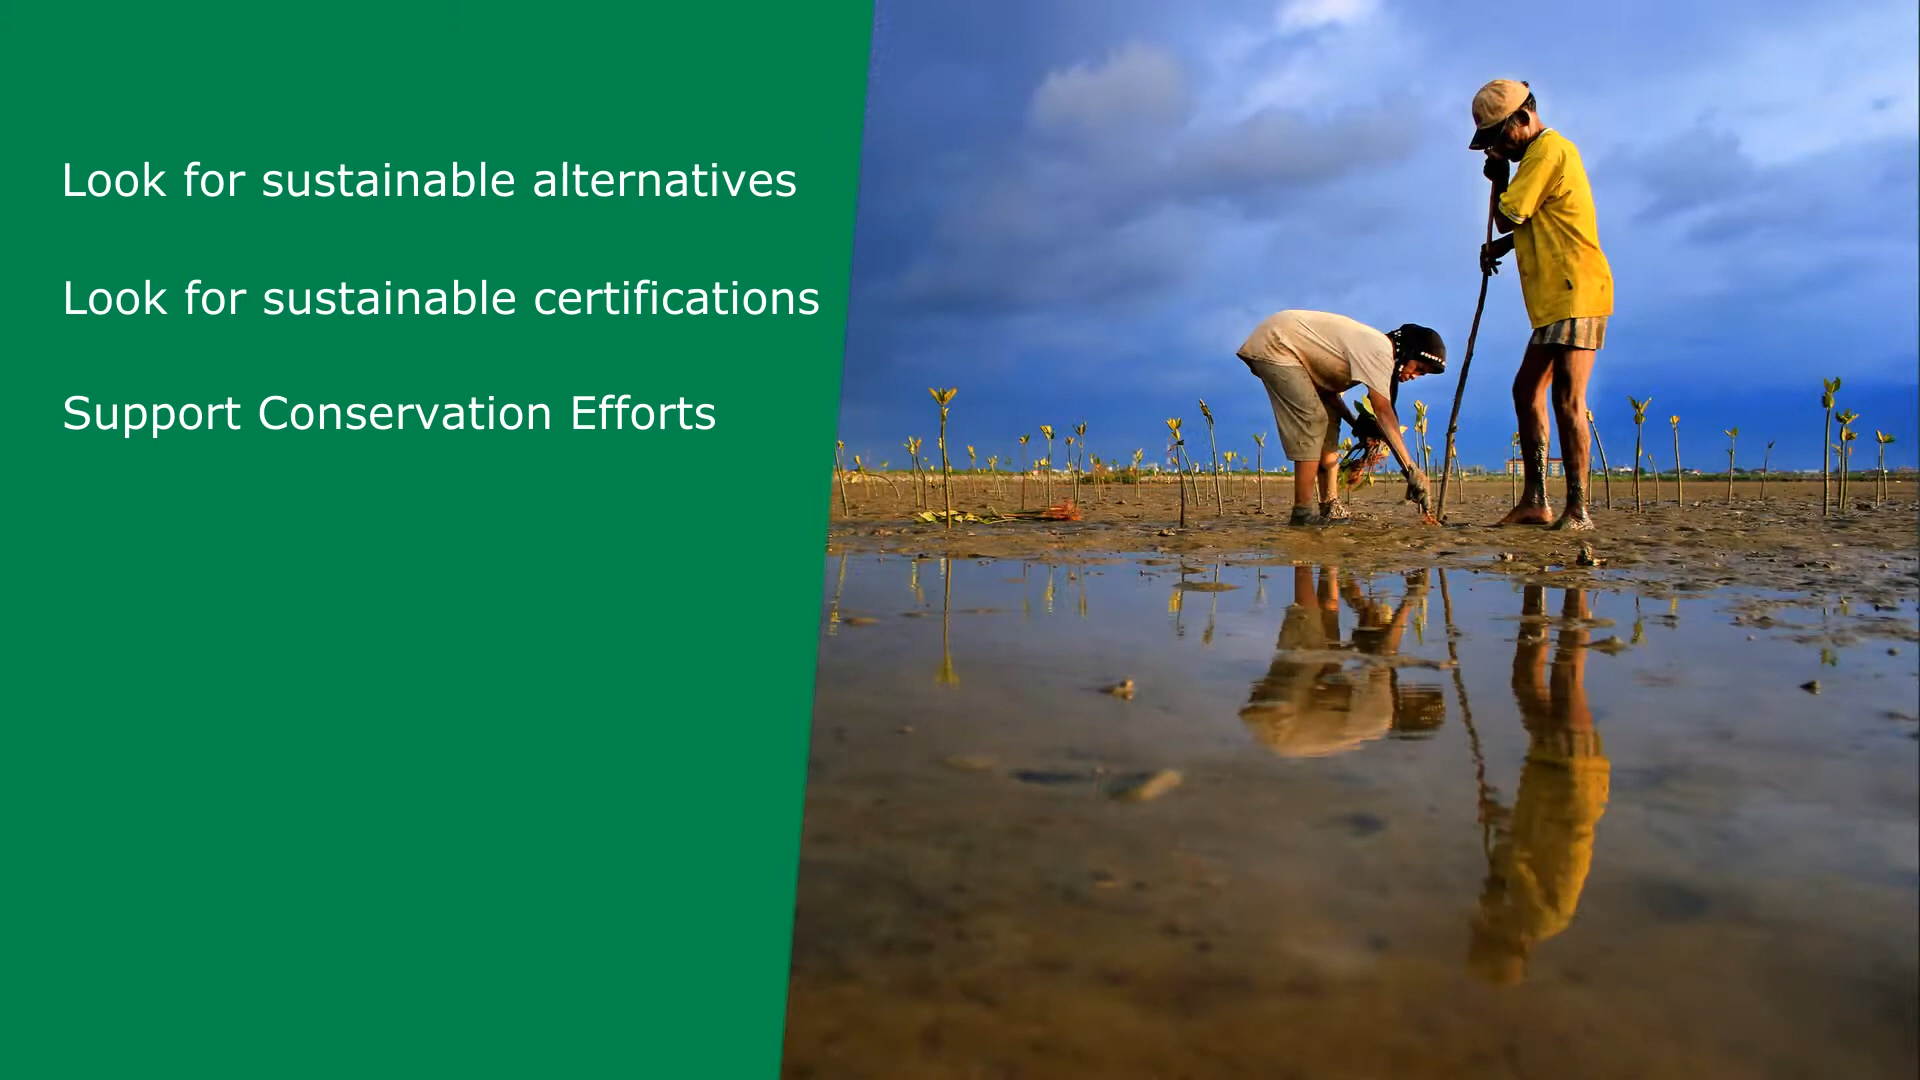 Look for sustainable alternatives
Look for sustainable certifications
Support Conservation Efforts